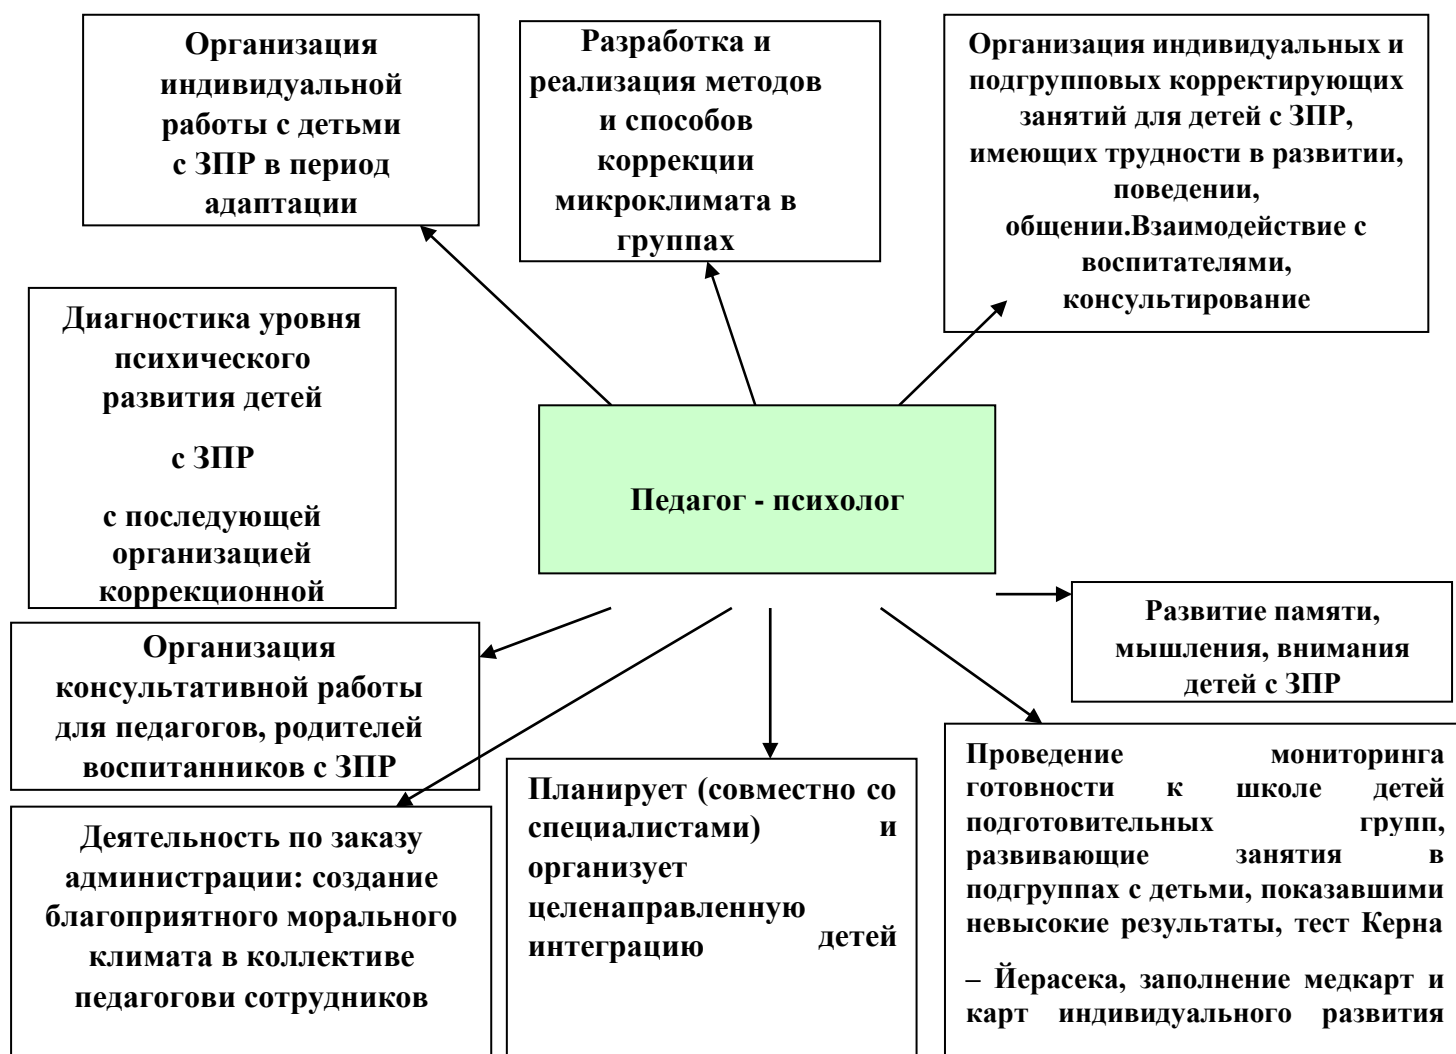 Организация
индивидуальной
работы с детьми
с ЗПР в период
адаптации
Разработка и
реализация методов
и способов
коррекции
микроклимата в
группах
Организация индивидуальных и
подгрупповых корректирующих
занятий для детей с ЗПР,
имеющих трудности в развитии,
поведении,
общении.Взаимодействие с
воспитателями,
консультирование
Диагностика уровня
психического
развития детей
с ЗПР
с последующей
организацией
коррекционной
Педагог - психолог
Развитие памяти,
мышления, внимания
детей с ЗПР
Организация
консультативной работы
для педагогов, родителей
воспитанников с ЗПР
Деятельность по заказу
администрации: создание
благоприятного морального
климата в коллективе
педагогови сотрудников
Планирует (совместно со
специалистами) и
организует
целенаправленную
интеграцию детей
Проведение мониторинга
готовности к школе детей
подготовительных групп,
развивающие занятия в
подгруппах с детьми, показавшими
невысокие результаты, тест Керна
– Йерасека, заполнение медкарт и
карт индивидуального развития